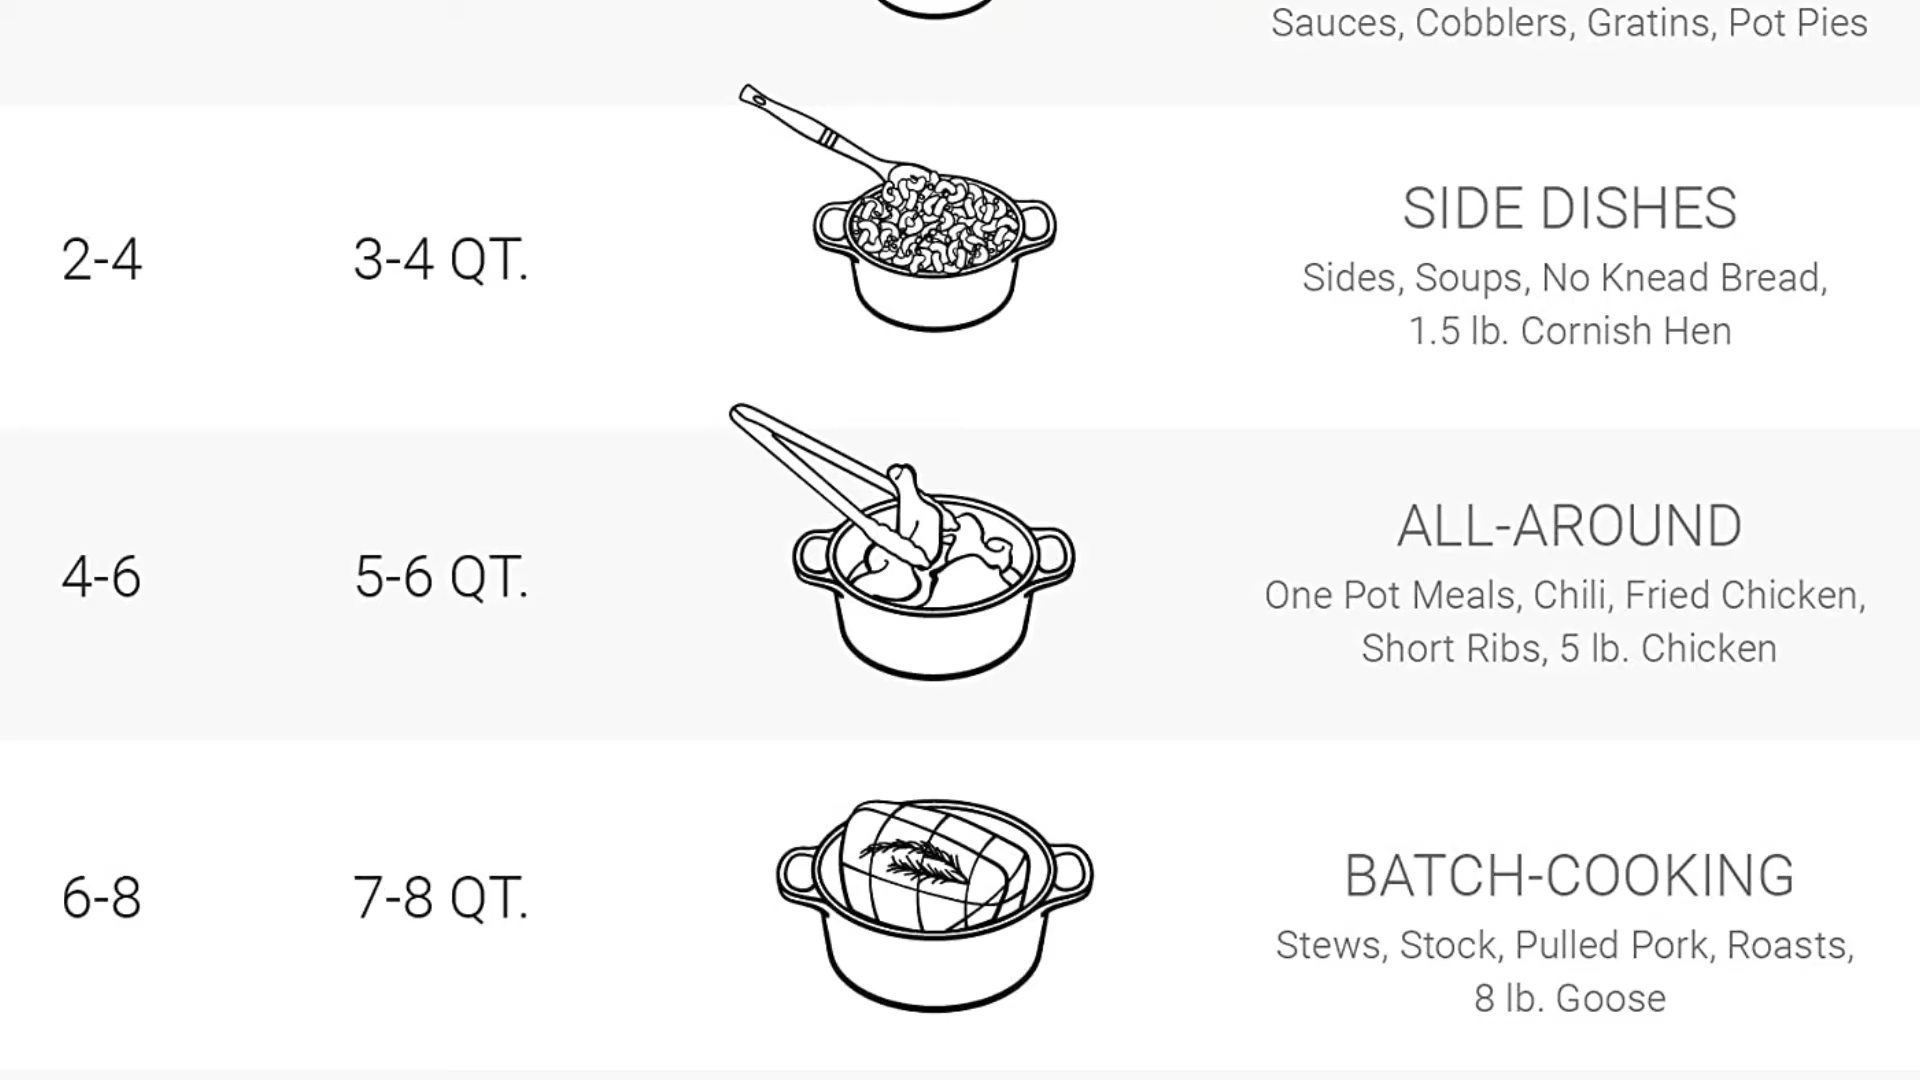 Sauces, Cobblers, Gratins, Pot Pies
2-4
3-4 QT.
SIDE DISHES
Sides, Soups, No Knead Bread,
1.5 lb. Cornish Hen
4-6
5-6 QT.
ALL-AROUND
One Pot Meals, Chili, Fried Chicken,
Short Ribs, 5 lb. Chicken
6-8
7-8 QT.
BATCH-COOKING
Stews, Stock, Pulled Pork, Roasts,
8 lb. Goose